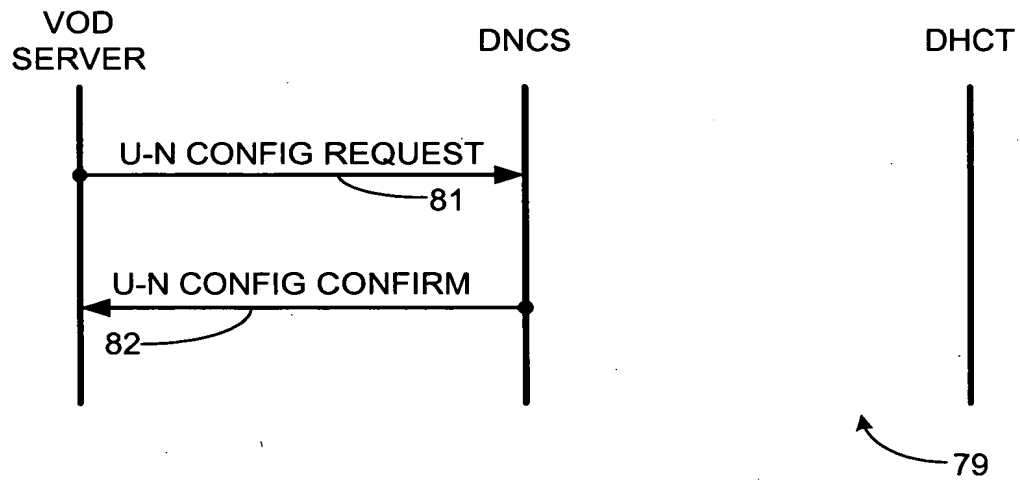 VOD
SERVER
DNCS
DHCT
U-N CONFIG REQUEST
81
U-N CONFIG CONFIRM
82
79